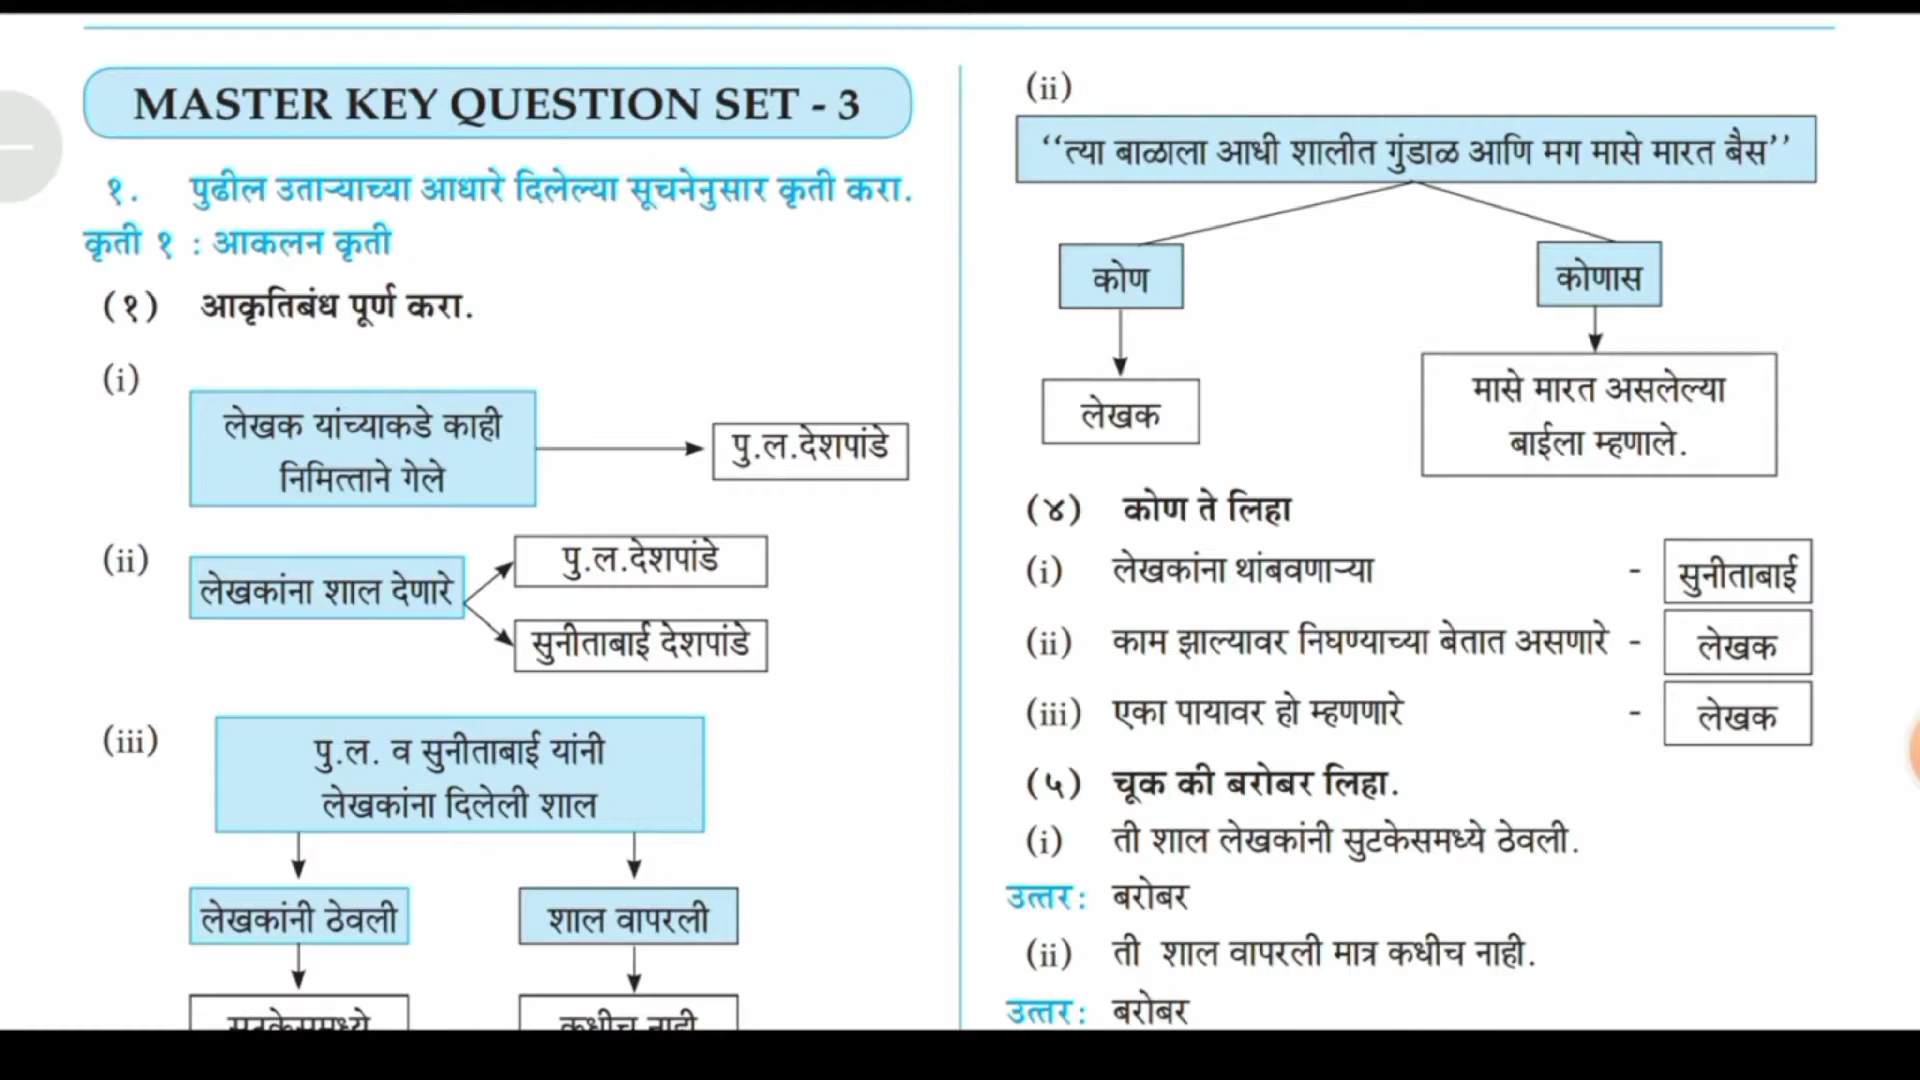 MASTER KEY QUESTION SET - 3
१. पुढील उताऱ्याच्या आधारे दिलेल्या सूचनेनुसार कृती करा.
कृती १ : आकलन कृती
(१) आकृतिबंध पूर्ण करा.
(i)
लेखक यांच्याकडे काही
निमित्ताने गेले
पु.ल.देशपांडे
(ii)
लेखकांना शाल देणारे
पु.ल.देशपांडे
सुनीताबाई देशपांडे
(iii)
पु.ल. व सुनीताबाई यांनी
लेखकांना दिलेली शाल
लेखकांनी ठेवली
शाल वापरली
सुटकेसमध्ये
कधीच नाही
(ii)
‘‘त्या बाळाला आधी शालीत गुंडाळ आणि मग मासे मारत बैस’’
कोण
कोणास
लेखक
मासे मारत असलेल्या
बाईला म्हणाले.
(४) कोण ते लिहा
(i) लेखकांना थांबवणाऱ्या - सुनीताबाई
(ii) काम झाल्यावर निघण्याच्या बेतात असणारे - लेखक
(iii) एका पायावर हो म्हणणारे - लेखक
(५) चूक की बरोबर लिहा.
(i) ती शाल लेखकांनी सुटकेसमध्ये ठेवली.
उत्तर: बरोबर
(ii) ती शाल वापरली मात्र कधीच नाही.
उत्तर: बरोबर